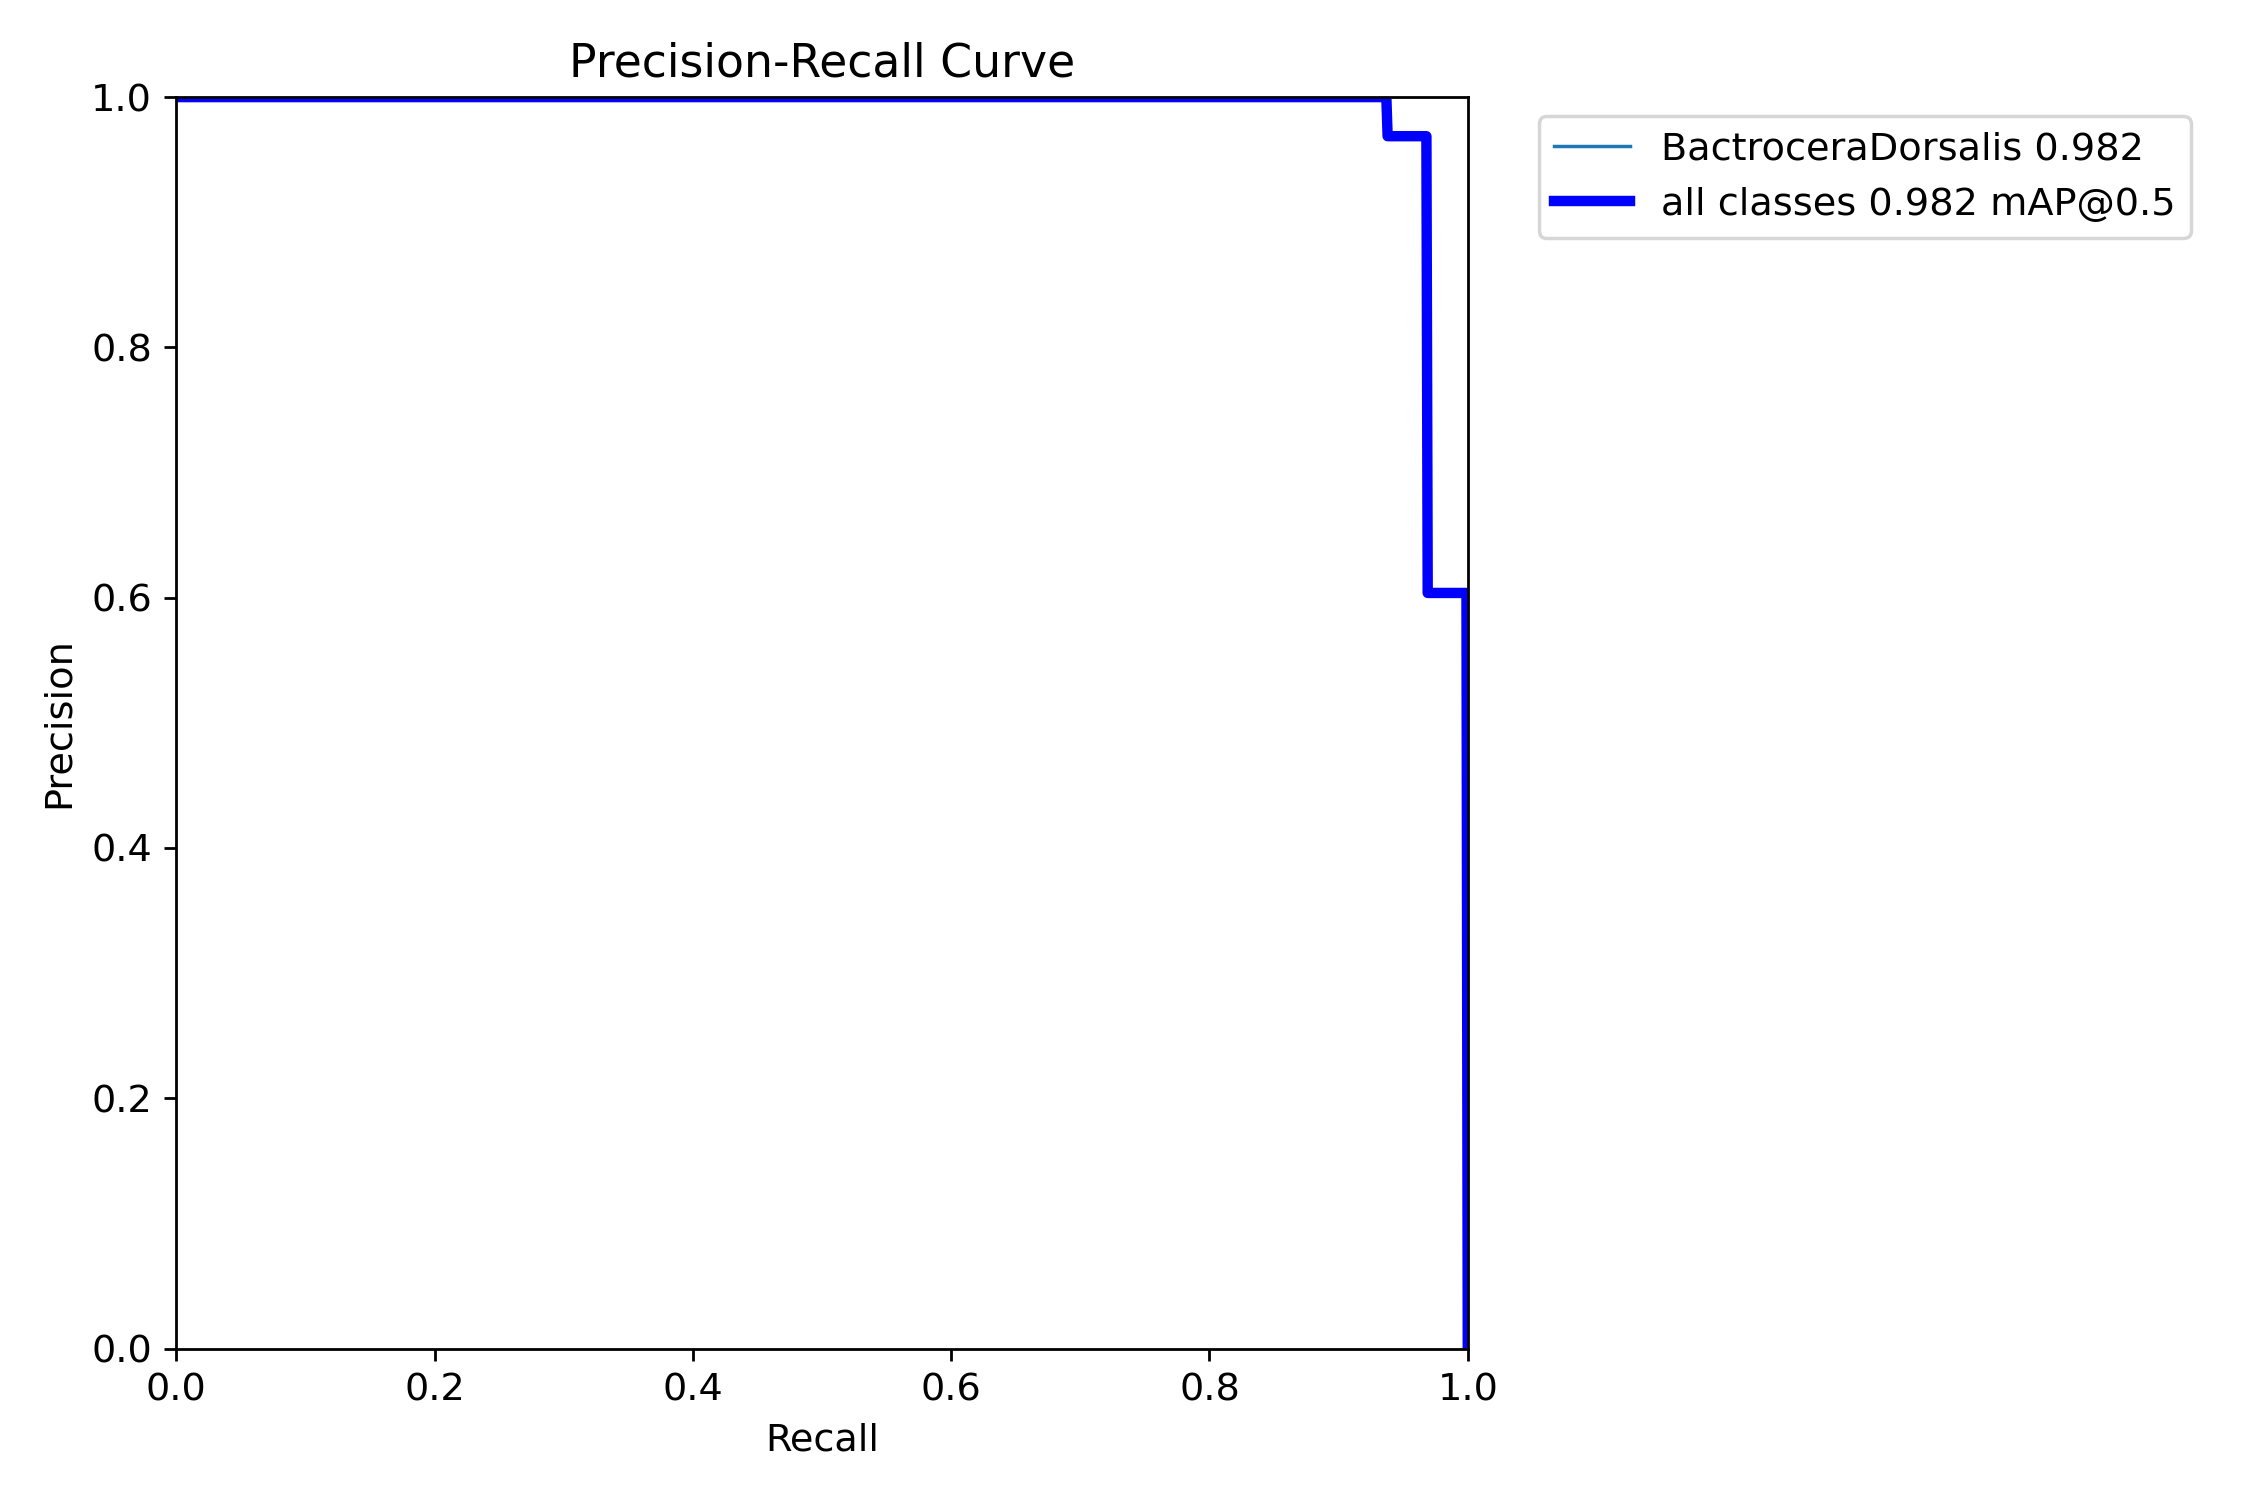 Precision-Recall Curve
1.0
0.8
0.6
0.4
0.2
0.0
Precision
0.0 0.2 0.4 0.6 0.8 1.0
Recall
BactroceraDorsalis 0.982
all classes 0.982 mAP@0.5